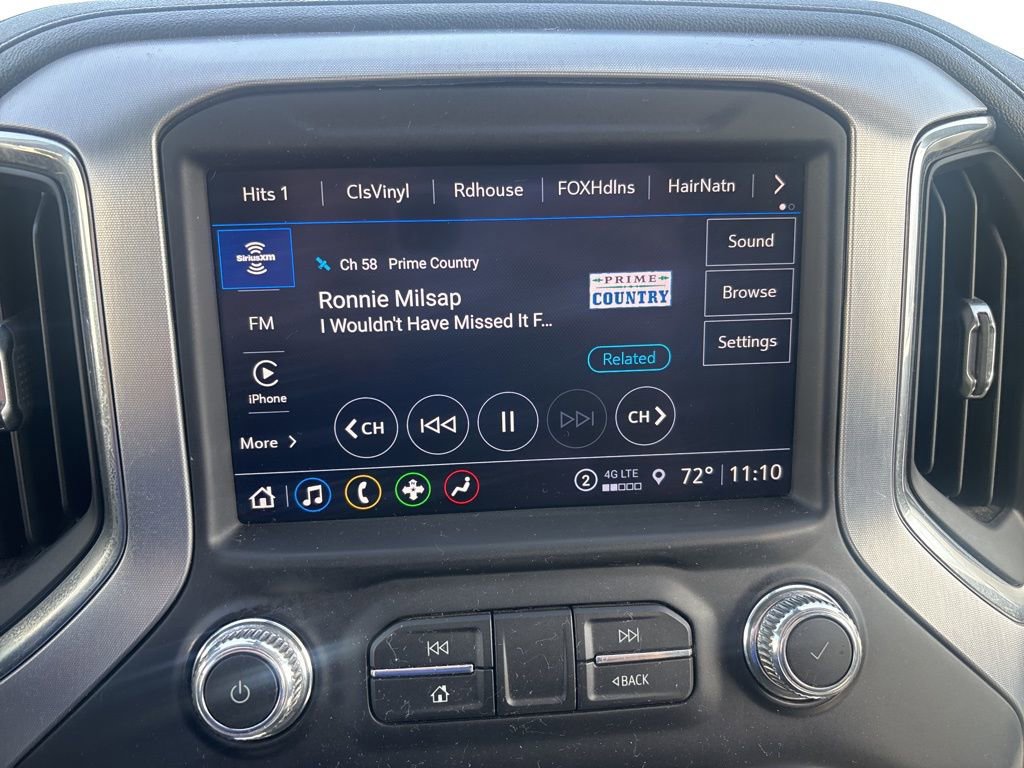 Hits 1 ClsVinyl Rdhouse FOXHdlns HairNatn
SiriusXM
Ch 58 Prime Country
Ronnie Milsap
I Wouldn't Have Missed It F...
PRIME
COUNTRY
Related
Sound
Browse
Settings
FM
iPhone
More
CH
CH
2 4G LTE 72° 11:10
BACK